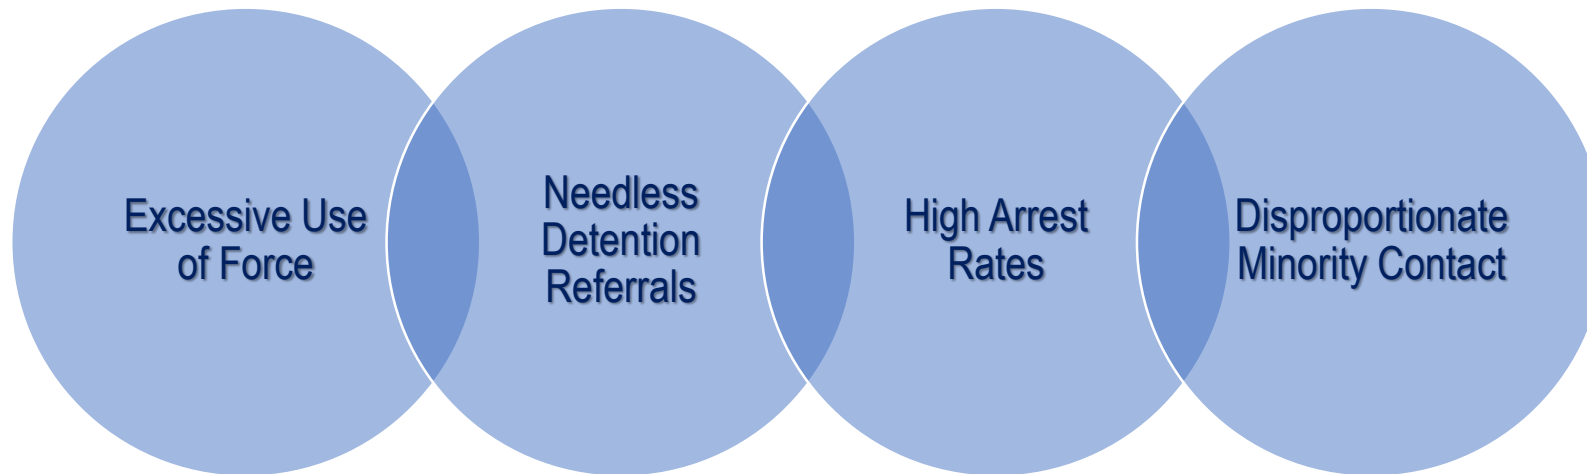 Excessive Use
of Force
Needless
Detention
Referrals
High Arrest
Rates
Disproportionate
Minority Contact